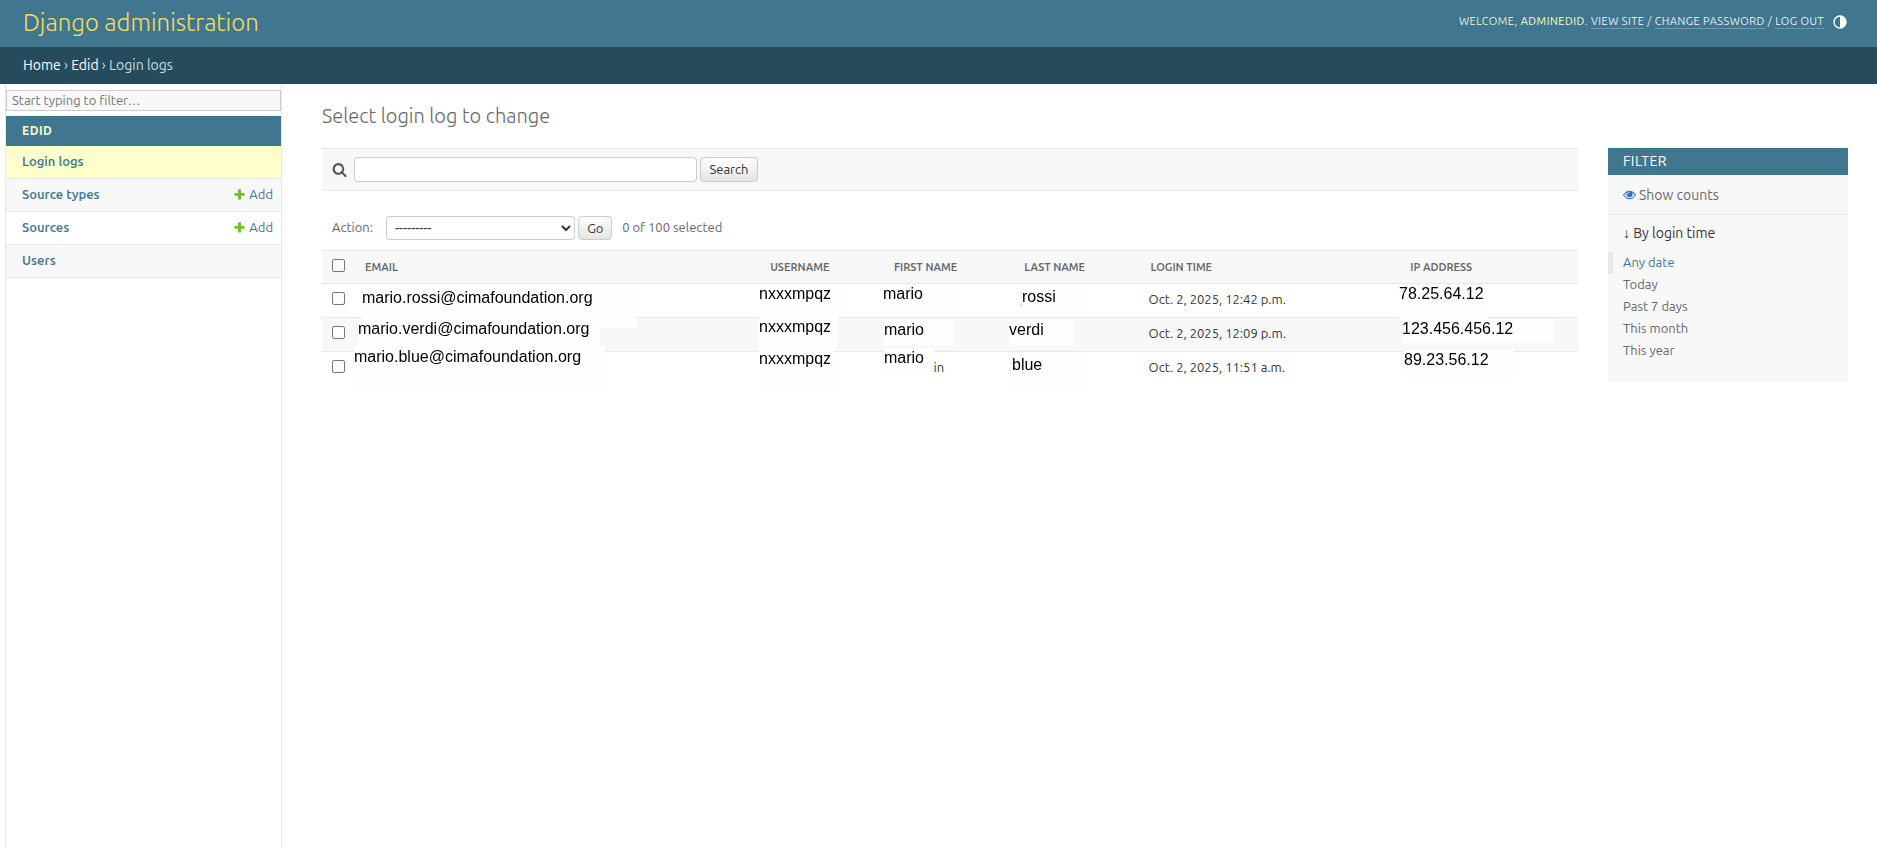 Django administration
WELCOME, ADMINEDID. VIEW SITE / CHANGE PASSWORD / LOG OUT
Home › Edid › Login logs
Start typing to filter…
EDID
Login logs
Source types + Add
Sources + Add
Users
Select login log to change
Search
Action: --------- Go 0 of 100 selected
EMAIL USERNAME FIRST NAME LAST NAME LOGIN TIME IP ADDRESS
mario.rossi@cimafoundation.org nxxxmpqz mario rossi Oct. 2, 2025, 12:42 p.m. 78.25.64.12
mario.verdi@cimafoundation.org nxxxmpqz mario verdi Oct. 2, 2025, 12:09 p.m. 123.456.456.12
mario.blue@cimafoundation.org nxxxmpqz mario in blue Oct. 2, 2025, 11:51 a.m. 89.23.56.12
FILTER
Show counts
↓ By login time
Any date
Today
Past 7 days
This month
This year